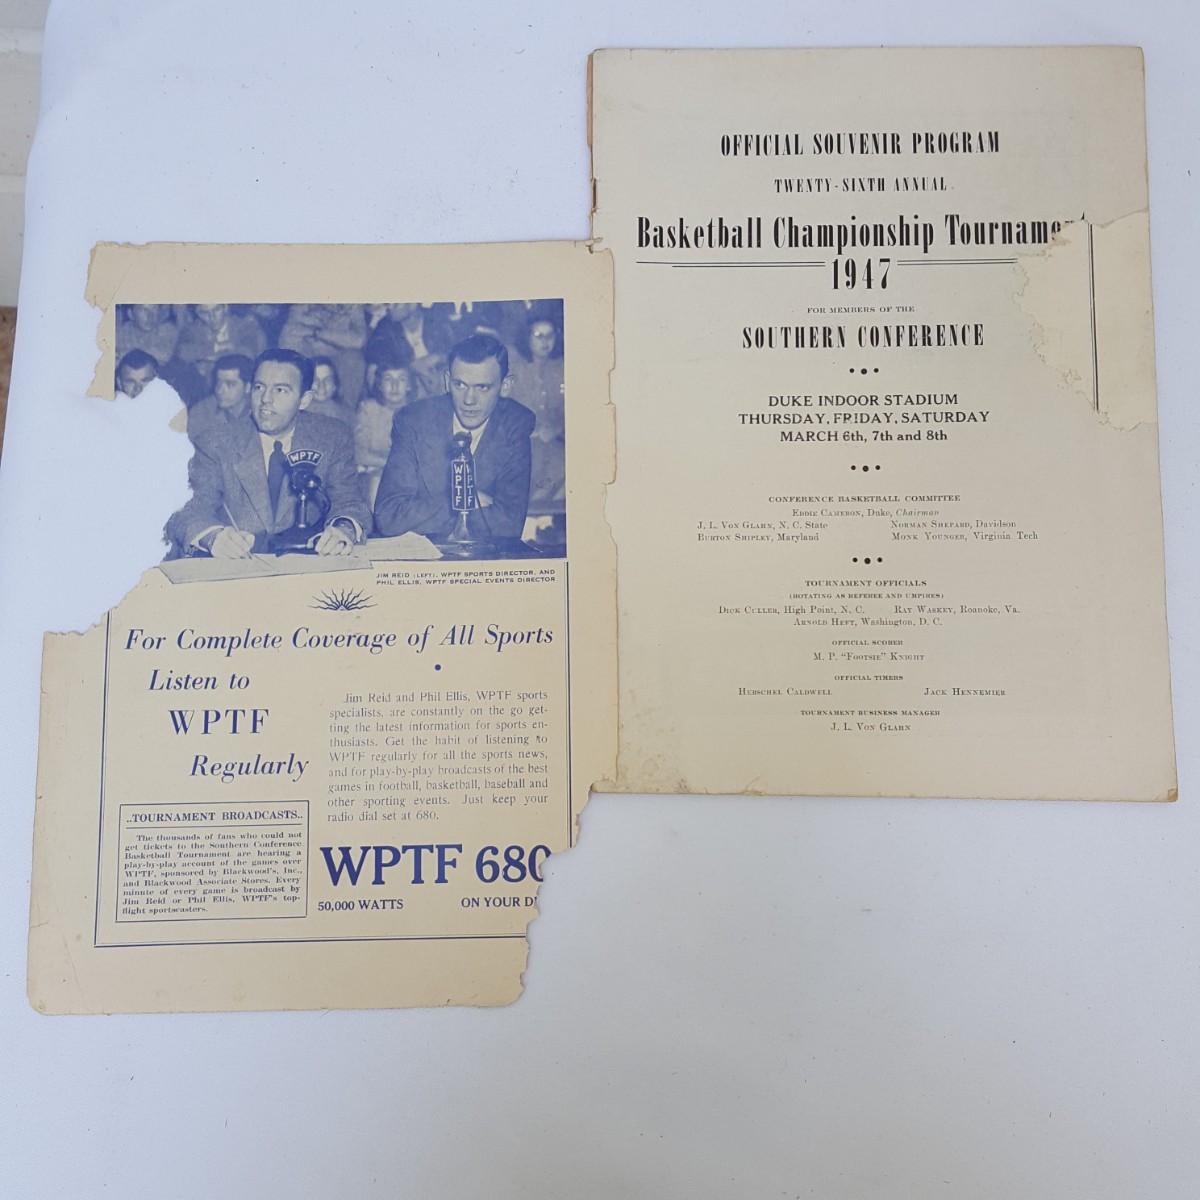 WPTF
WPTF
WPTF
JIM REID (LEFT), WPTF SPORTS DIRECTOR, AND
PHIL ELLIS, WPTF SPECIAL EVENTS DIRECTOR
For Complete Coverage of All Sports
Listen to
WPTF
Regularly
Jim Reid and Phil Ellis, WPTF sports
specialists, are constantly on the go get-
ting the latest information for sports en-
thusiasts. Get the habit of listening to
WPTF regularly for all the sports news,
and for play-by-play broadcasts of the best
games in football, basketball, baseball and
other sporting events. Just keep your
radio dial set at 680.
..TOURNAMENT BROADCASTS..
The thousands of fans who could not
get tickets to the Southern Conference
Basketball Tournament are hearing a
play-by-play account of the games over
WPTF, sponsored by Blackwood's, Inc.,
and Blackwood Associate Stores. Every
minute of every game is broadcast by
Jim Reid or Phil Ellis, WPTF's top-
flight sportscasters.
WPTF 680
50,000 WATTS
ON YOUR
OFFICIAL SOUVENIR PROGRAM
TWENTY-SIXTH ANNUAL
Basketball Championship Tourname
1947
FOR MEMBERS OF THE
SOUTHERN CONFERENCE
DUKE INDOOR STADIUM
THURSDAY, FRIDAY, SATURDAY
MARCH 6th, 7th and 8th
CONFERENCE BASKETBALL COMMITTEE
EDDIE CAMERON, Duke, Chairman
J. L. VON GLAHN, N. C. State NORMAN SHEPARD, Davidson
BURTON SHIPLEY, Maryland MONK YOUNGER, Virginia Tech
TOURNAMENT OFFICIALS
(ROTATING AS REFEREE AND UMPIRES)
DICK CULLER, High Point, N. C. RAY WASKEY, Roanoke, Va.
ARNOLD HEFT, Washington, D. C.
OFFICIAL SCORER
M. P. "FOOTSIE" KNIGHT
OFFICIAL TIMERS
HERSCHEL CALDWELL JACK HENNEMIER
TOURNAMENT BUSINESS MANAGER
J. L. VON GLAHN